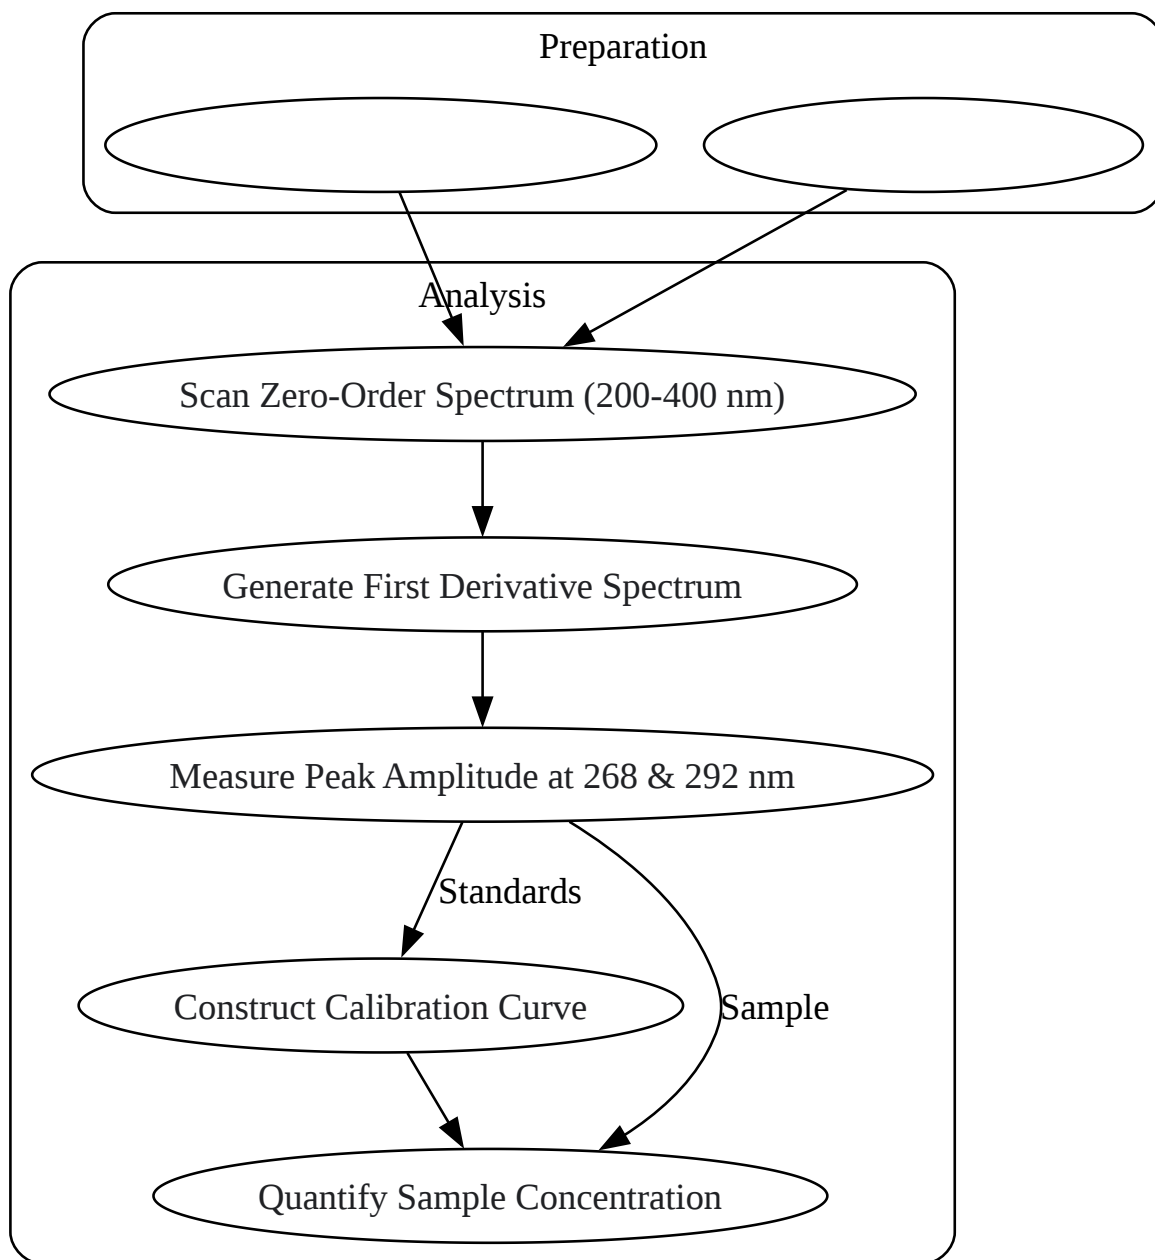 Preparation
Analysis
Scan Zero-Order Spectrum (200-400 nm)
Generate First Derivative Spectrum
Measure Peak Amplitude at 268 & 292 nm
Standards
Construct Calibration Curve
Sample
Quantify Sample Concentration